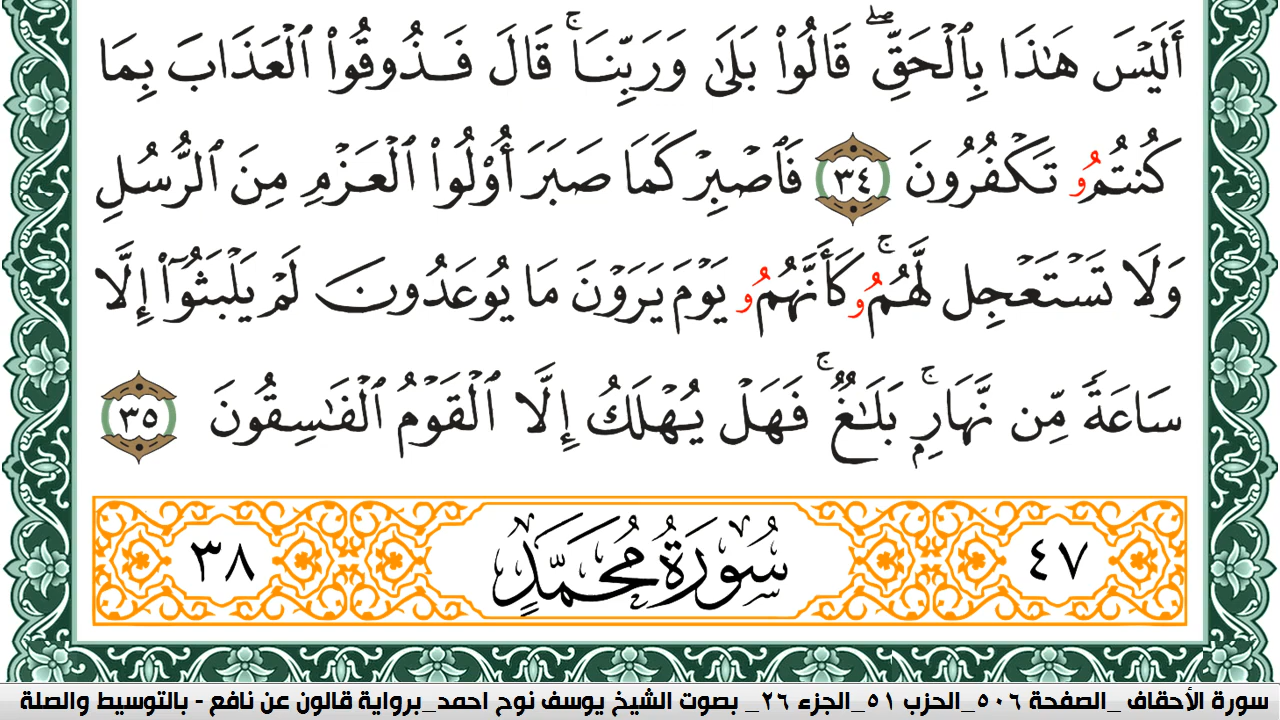 أَلَيْسَ هَٰذَا بِالْحَقِّۖ قَالُواْ بَلَىٰ وَرَبِّنَاۚ قَالَ فَذُوقُواْ الْعَذَابَ بِمَا
كُنتُمُۥ تَكْفُرُونَ ٣٤ فَاصْبِرْ كَمَا صَبَرَ أُوْلُواْ الْعَزْمِ مِنَ الرُّسُلِ
وَلَا تَسْتَعْجِل لَّهُمُۥۚ كَأَنَّهُمُۥ يَوْمَ يَرَوْنَ مَا يُوعَدُونَ لَمْ يَلْبَثُوٓاْ إِلَّا
سَاعَةً مِّن نَّهَارِۭۚ بَلَٰغٌۚ فَهَلْ يُهْلَكُ إِلَّا الْقَوْمُ الْفَٰسِقُونَ ٣٥
٤٧ سُورَةُ مُحَمَّدٍ ٣٨
سورة الأحقاف _الصفحة ٥٠٦_الحزب ٥١_الجزء ٢٦_ بصوت الشيخ يوسف نوح احمد_برواية قالون عن نافع - بالتوسيط والصلة